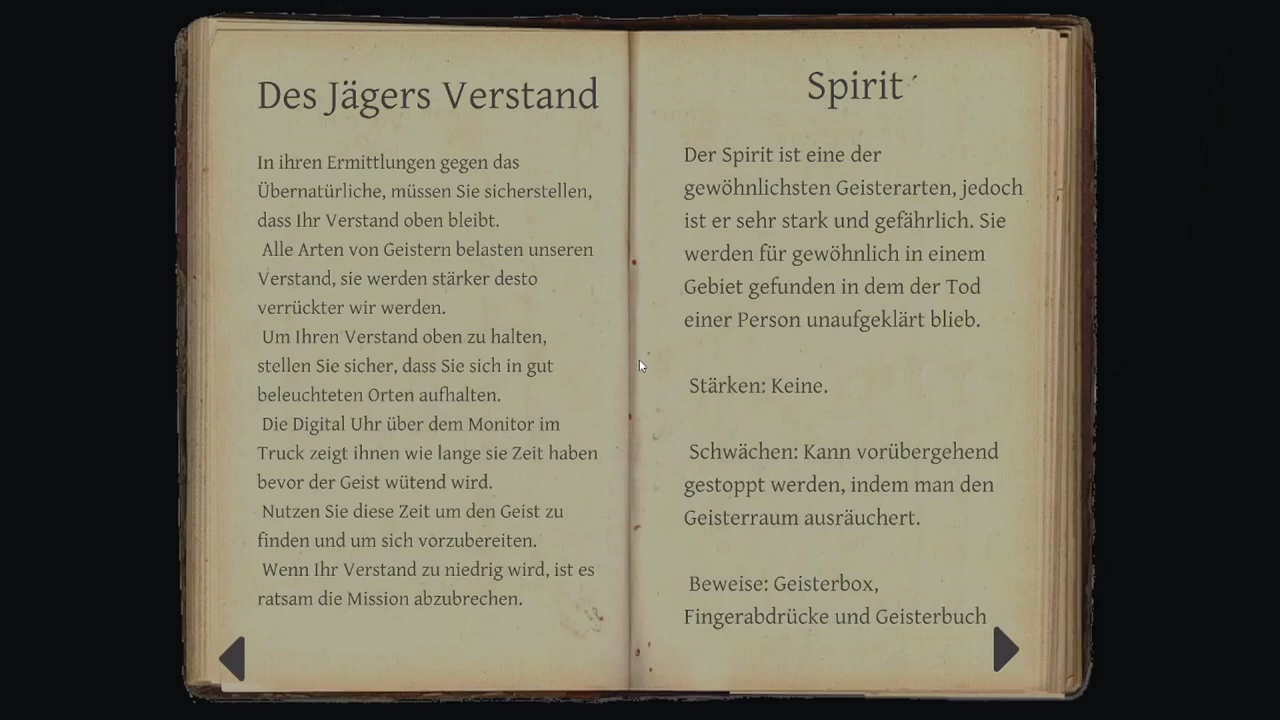 Des Jägers Verstand
In ihren Ermittlungen gegen das
Übernatürliche, müssen Sie sicherstellen,
dass Ihr Verstand oben bleibt.
Alle Arten von Geistern belasten unseren
Verstand, sie werden stärker desto
verrückter wir werden.
Um Ihren Verstand oben zu halten,
stellen Sie sicher, dass Sie sich in gut
beleuchteten Orten aufhalten.
Die Digital Uhr über dem Monitor im
Truck zeigt ihnen wie lange sie Zeit haben
bevor der Geist wütend wird.
Nutzen Sie diese Zeit um den Geist zu
finden und um sich vorzubereiten.
Wenn Ihr Verstand zu niedrig wird, ist es
ratsam die Mission abzubrechen.
Spirit
Der Spirit ist eine der
gewöhnlichsten Geisterarten, jedoch
ist er sehr stark und gefährlich. Sie
werden für gewöhnlich in einem
Gebiet gefunden in dem der Tod
einer Person unaufgeklärt blieb.
Stärken: Keine.
Schwächen: Kann vorübergehend
gestoppt werden, indem man den
Geisterraum ausräuchert.
Beweise: Geisterbox,
Fingerabdrücke und Geisterbuch